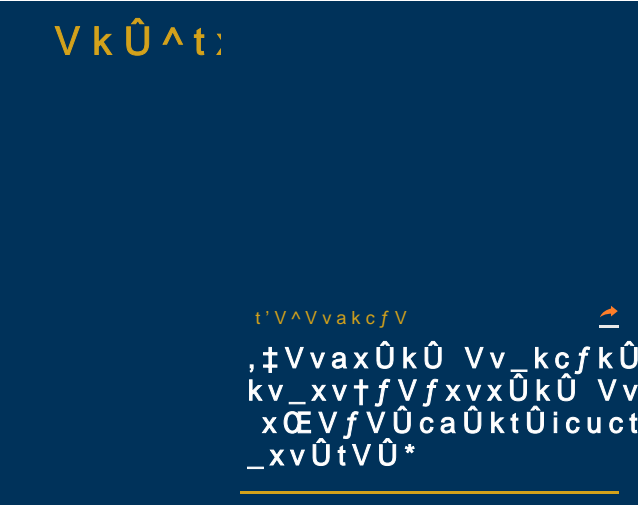 VkÛ^t
t’V^VvakcƒV
,‡VvaxÛkÛ Vv_kcƒkÛ
kv_xv†ƒVƒxvxÛkÛ Vv
xŒVƒVÛcaÛktÛicuct
_xvÛtVÛ*